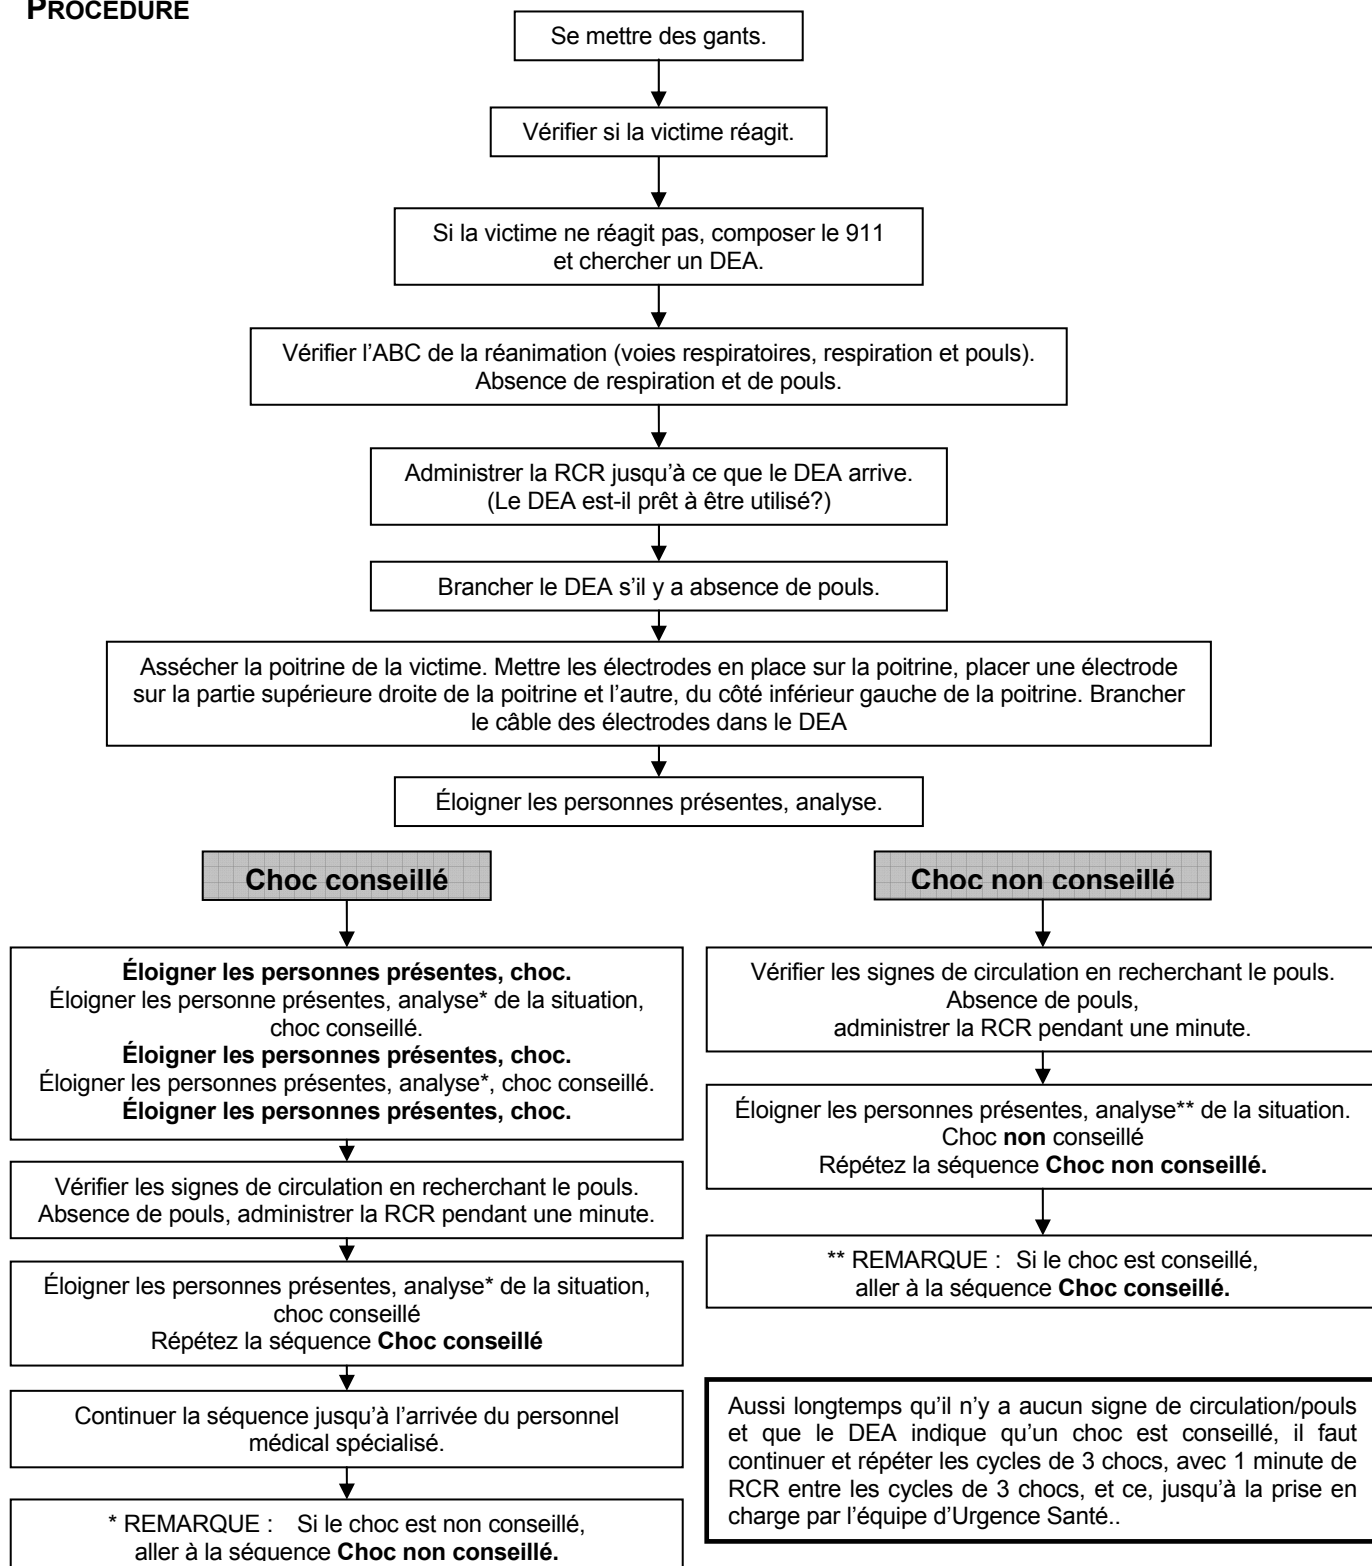 PROCÉDURE
Se mettre des gants.
Vérifier si la victime réagit.
Si la victime ne réagit pas, composer le 911
et chercher un DEA.
Vérifier l'ABC de la réanimation (voies respiratoires, respiration et pouls).
Absence de respiration et de pouls.
Administrer la RCR jusqu'à ce que le DEA arrive.
(Le DEA est-il prêt à être utilisé?)
Brancher le DEA s'il y a absence de pouls.
Assécher la poitrine de la victime. Mettre les électrodes en place sur la poitrine, placer une électrode
sur la partie supérieure droite de la poitrine et l'autre, du côté inférieur gauche de la poitrine. Brancher
le câble des électrodes dans le DEA
Éloigner les personnes présentes, analyse.
Choc conseillé
Éloigner les personnes présentes, choc.
Éloigner les personne présentes, analyse* de la situation,
choc conseillé.
Éloigner les personnes présentes, choc.
Éloigner les personnes présentes, analyse*, choc conseillé.
Éloigner les personnes présentes, choc.
Vérifier les signes de circulation en recherchant le pouls.
Absence de pouls, administrer la RCR pendant une minute.
Éloigner les personnes présentes, analyse* de la situation,
choc conseillé
Répétez la séquence Choc conseillé
Continuer la séquence jusqu'à l'arrivée du personnel
médical spécialisé.
* REMARQUE : Si le choc est non conseillé,
aller à la séquence Choc non conseillé.
Choc non conseillé
Vérifier les signes de circulation en recherchant le pouls.
Absence de pouls,
administrer la RCR pendant une minute.
Éloigner les personnes présentes, analyse** de la situation.
Choc non conseillé
Répétez la séquence Choc non conseillé.
** REMARQUE : Si le choc est conseillé,
aller à la séquence Choc conseillé.
Aussi longtemps qu'il n'y a aucun signe de circulation/pouls
et que le DEA indique qu'un choc est conseillé, il faut
continuer et répéter les cycles de 3 chocs, avec 1 minute de
RCR entre les cycles de 3 chocs, et ce, jusqu'à la prise en
charge par l'équipe d'Urgence Santé..